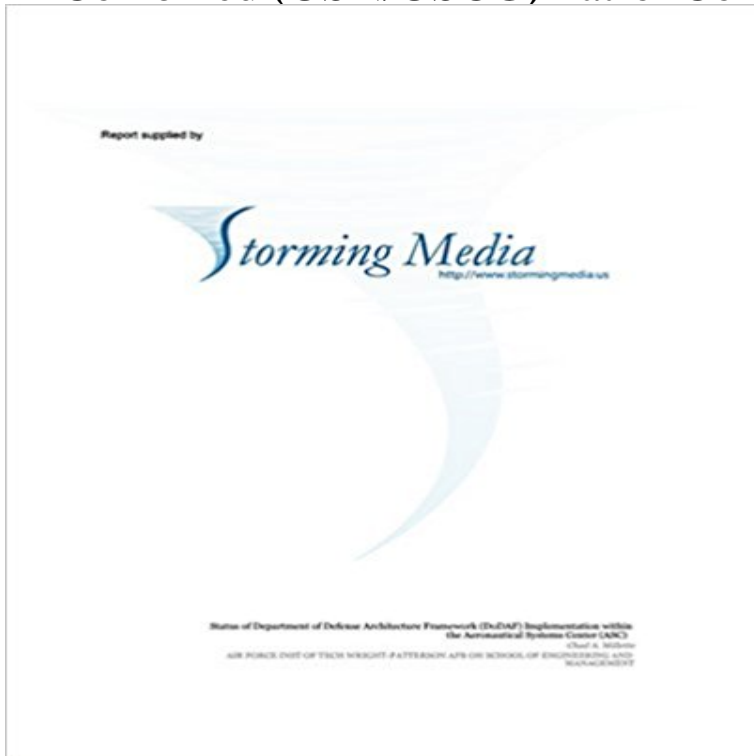 Report supplied by
Storming Media
http://www.stormingmedia.us
Status of Department of Defense Architecture Framework (DoDAF) Implementation within
the Aeronautical Systems Center (ASC)
Chad A. Millette
AIR FORCE INST OF TECH WRIGHT-PATTERSON AFB OH SCHOOL OF ENGINEERING AND
MANAGEMENT